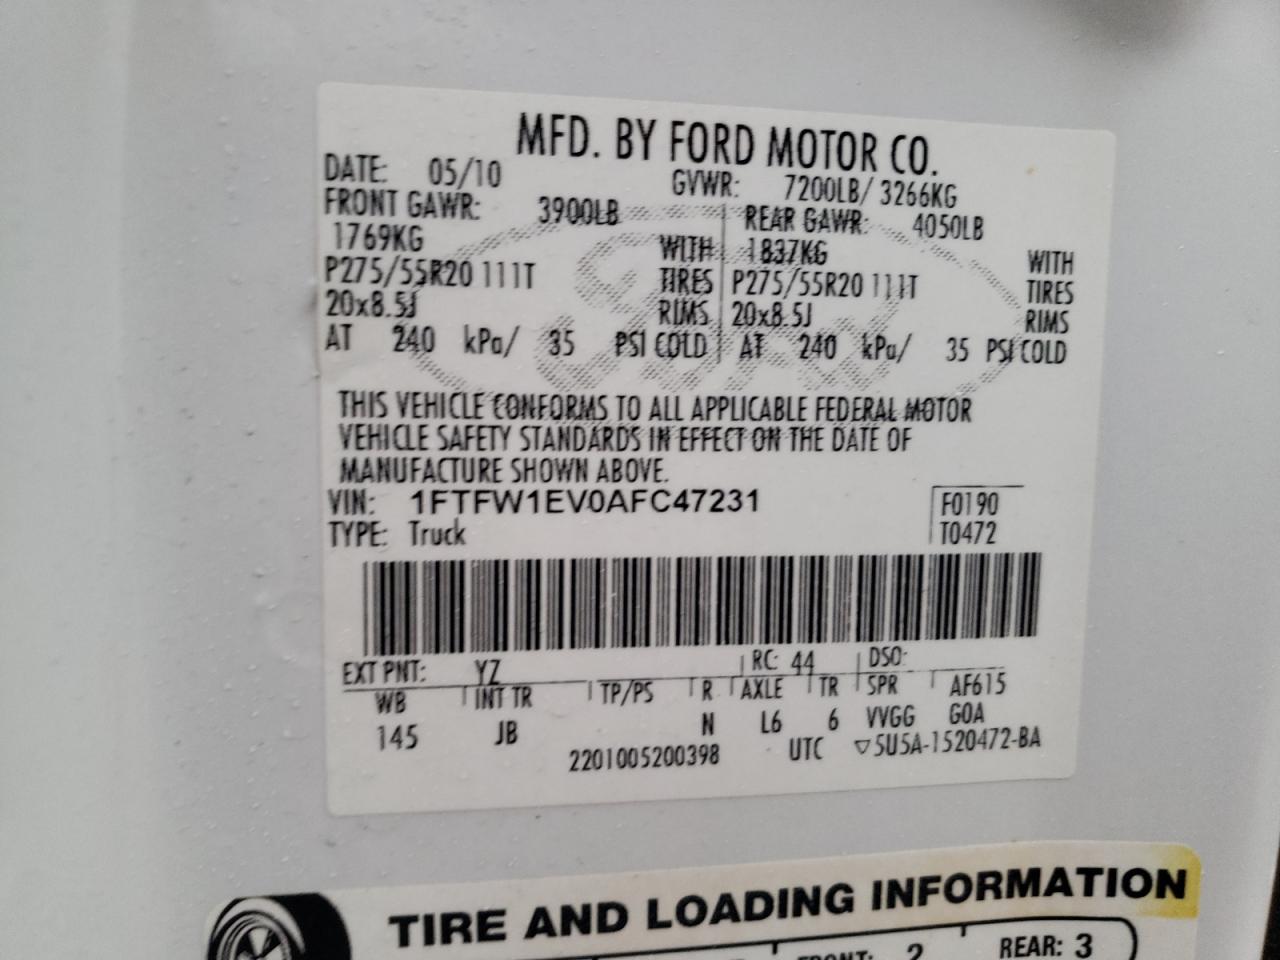 MFD. BY FORD MOTOR CO.
DATE: 05/10 GVWR: 7200LB/ 3266KG
FRONT GAWR: 3900LB REAR GAWR: 4050LB
1769KG WITH 1837KG WITH
P275/55R20 111T TIRES P275/55R20 111T TIRES
20x8.5J RIMS 20x8.5J RIMS
AT 240 kPa/ 35 PSI COLD AT 240 kPa/ 35 PSI COLD
THIS VEHICLE CONFORMS TO ALL APPLICABLE FEDERAL MOTOR
VEHICLE SAFETY STANDARDS IN EFFECT ON THE DATE OF
MANUFACTURE SHOWN ABOVE.
VIN: 1FTFW1EV0AFC47231 F0190
TYPE: Truck T0472
EXT PNT: YZ RC: 44 DSO:
WB INT TR TP/PS R AXLE TR SPR AF615
145 JB N L6 6 VVGG G0A
2201005200398 UTC ▽5U5A-1520472-BA
TIRE AND LOADING INFORMATION
FRONT: 2 REAR: 3